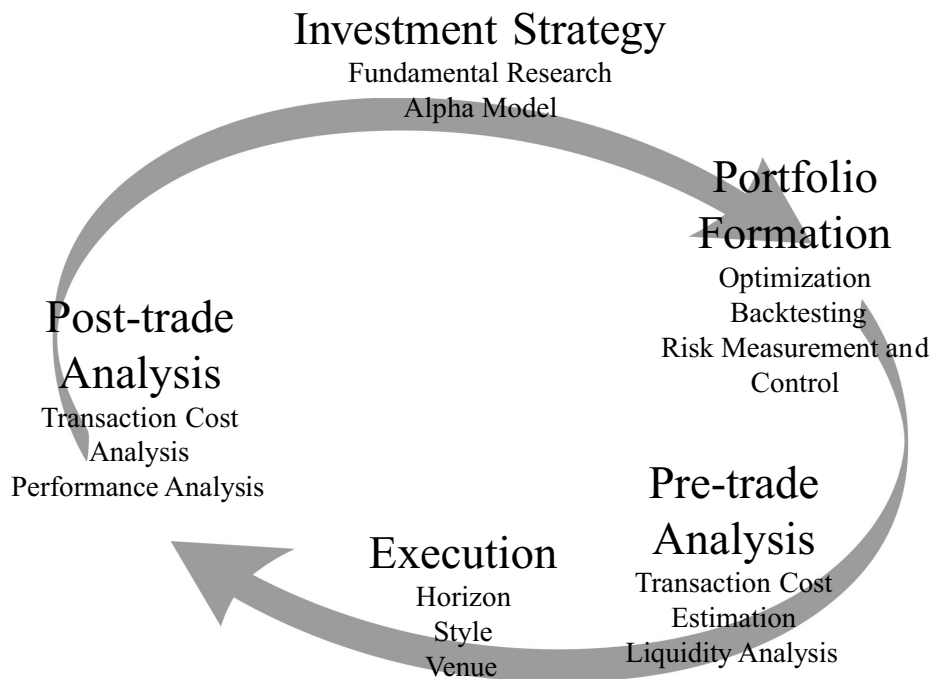 Investment Strategy
Fundamental Research
Alpha Model
Portfolio
Formation
Optimization
Backtesting
Risk Measurement and
Control
Pre-trade
Analysis
Transaction Cost
Estimation
Liquidity Analysis
Execution
Horizon
Style
Venue
Post-trade
Analysis
Transaction Cost
Analysis
Performance Analysis